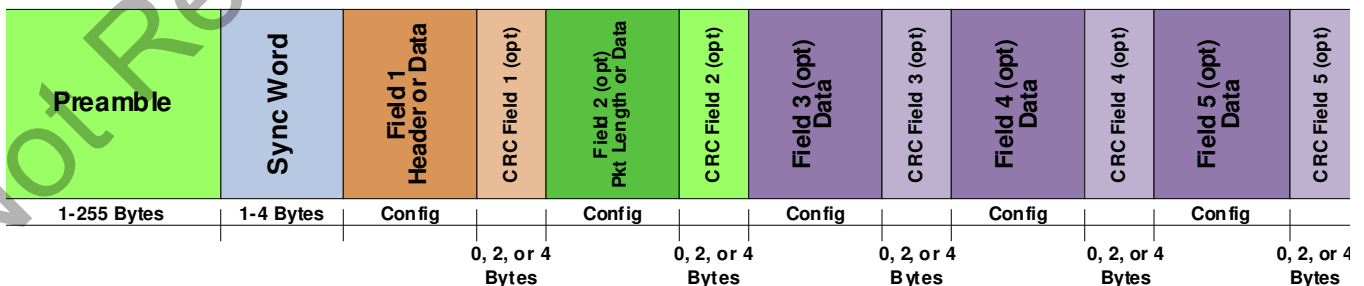 Preamble
Sync Word
Field 1
Header or Data
CRC Field 1 (opt)
Field 2 (opt)
Pkt Length or Data
CRC Field 2 (opt)
Field 3 (opt)
Data
CRC Field 3 (opt)
Field 4 (opt)
Data
CRC Field 4 (opt)
Field 5 (opt)
Data
CRC Field 5 (opt)
1-255 Bytes
1-4 Bytes
Config
Config
Config
Config
Config
0, 2, or 4
Bytes
0, 2, or 4
Bytes
0, 2, or 4
Bytes
0, 2, or 4
Bytes
0, 2, or 4
Bytes
Not Re